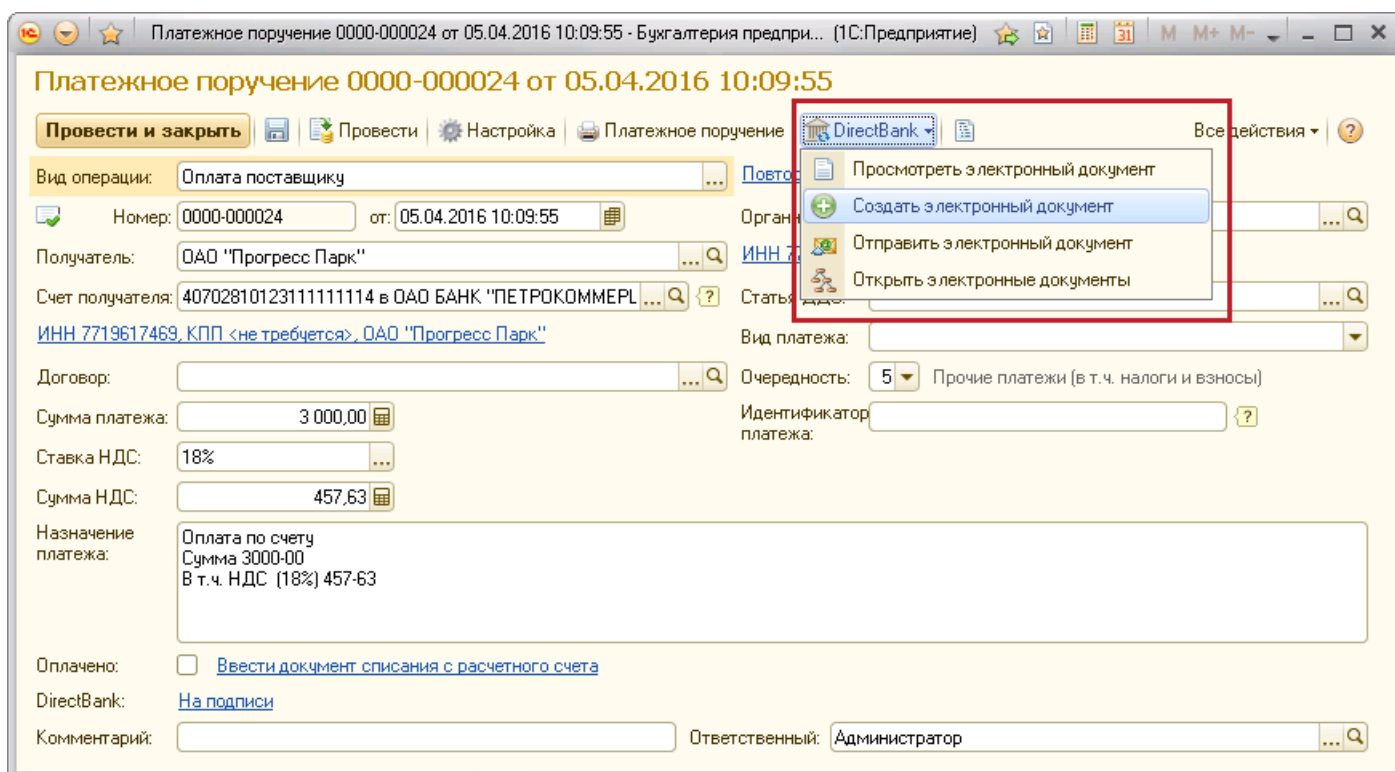 Платежное поручение 0000-000024 от 05.04.2016 10:09:55 - Бухгалтерия предпри... (1С:Предприятие) M M+ M-
Платежное поручение 0000-000024 от 05.04.2016 10:09:55
Провести и закрыть Провести Настройка Платежное поручение DirectBank Все действия
Вид операции: Оплата поставщику
Просмотреть электронный документ
Номер: 0000-000024 от: 05.04.2016 10:09:55
Создать электронный документ
Получатель: ОАО "Прогресс Парк" ИНН
Отправить электронный документ
Счет получателя: 40702810123111111114 в ОАО БАНК "ПЕТРОКОММЕРЦ
Открыть электронные документы
ИНН 7719617469, КПП <не требуется>, ОАО "Прогресс Парк" Вид платежа:
Договор: Очередность: 5 Прочие платежи (в т.ч. налоги и взносы)
Сумма платежа: 3 000,00 Идентификатор
платежа:
Ставка НДС: 18%
Сумма НДС: 457,63
Назначение
платежа:
Оплата по счету
Сумма 3000-00
В т.ч. НДС (18%) 457-63
Оплачено: Ввести документ списания с расчетного счета
DirectBank: На подписи
Комментарий: Ответственный: Администратор